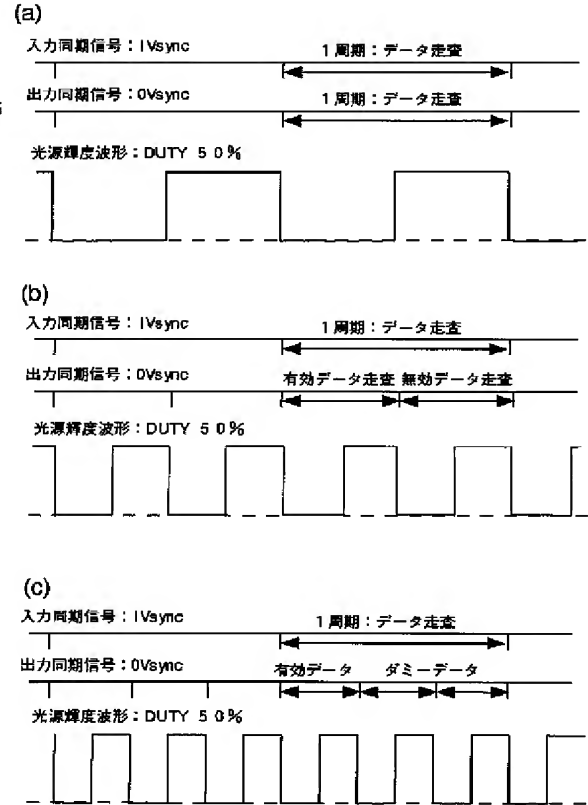 (a)
入力同期信号：IVsync
1周期：データ走査
出力同期信号：0Vsync
1周期：データ走査
光源輝度波形：DUTY 50%
(b)
入力同期信号：IVsync
1周期：データ走査
出力同期信号：0Vsync
有効データ走査 無効データ走査
光源輝度波形：DUTY 50%
(c)
入力同期信号：IVsync
1周期：データ走査
出力同期信号：0Vsync
有効データ ダミーデータ
光源輝度波形：DUTY 50%